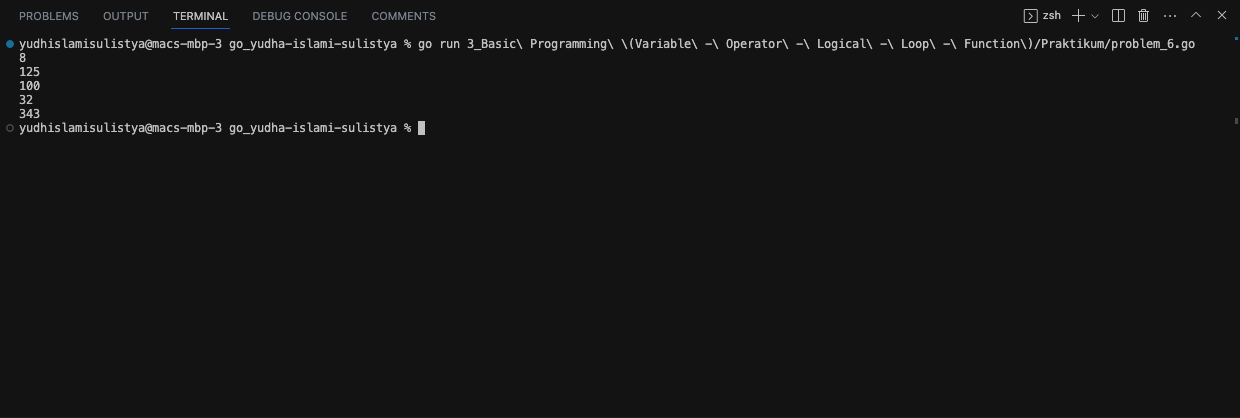 PROBLEMS OUTPUT TERMINAL DEBUG CONSOLE COMMENTS zsh
yudhislamisulistya@macs-mbp-3 go_yudha-islami-sulistya % go run 3_Basic\ Programming\ \(Variable\ -\ Operator\ -\ Logical\ -\ Loop\ -\ Function\)/Praktikum/problem_6.go
8
125
100
32
343
yudhislamisulistya@macs-mbp-3 go_yudha-islami-sulistya %